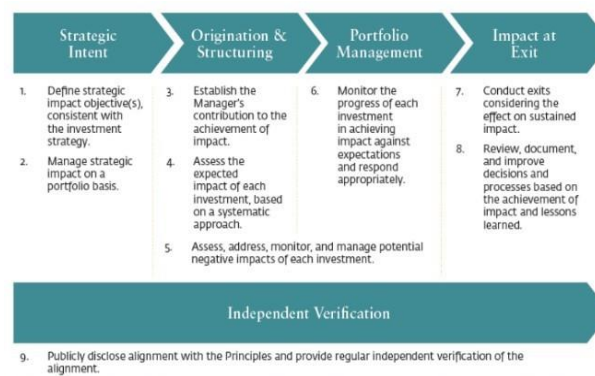 Strategic
Intent
Origination &
Structuring
Portfolio
Management
Impact at
Exit
1. Define strategic
impact objective(s),
consistent with
the investment
strategy.
2. Manage strategic
impact on a
portfolio basis.
3. Establish the
Manager's
contribution to the
achievement of
impact.
4. Assess the
expected
impact of each
investment, based
on a systematic
approach.
5. Assess, address, monitor, and manage potential
negative impacts of each investment.
6. Monitor the
progress of each
investment
in achieving
impact against
expectations
and respond
appropriately.
7. Conduct exits
considering the
effect on sustained
impact.
8. Review, document,
and improve
decisions and
processes based on
the achievement of
impact and lessons
learned.
Independent Verification
9. Publicly disclose alignment with the Principles and provide regular independent verification of the
alignment.